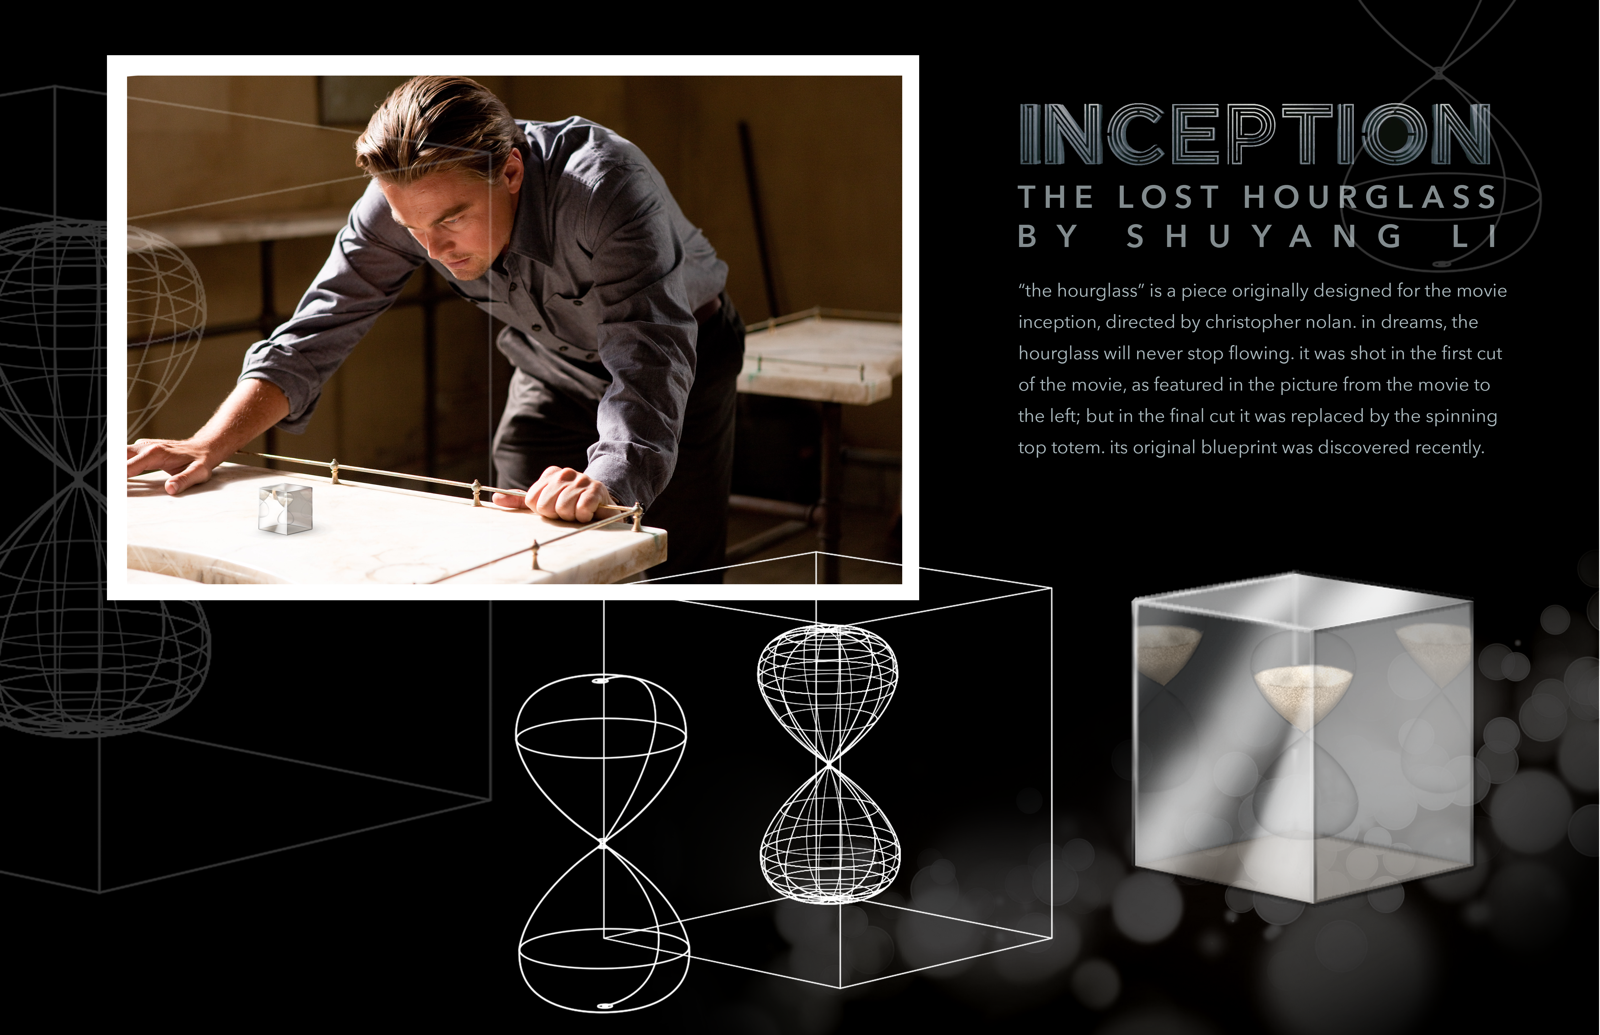 INCEPTION
THE LOST HOURGLASS
BY SHUYANG LI
“the hourglass” is a piece originally designed for the movie
inception, directed by christopher nolan. in dreams, the
hourglass will never stop flowing. it was shot in the first cut
of the movie, as featured in the picture from the movie to
the left; but in the final cut it was replaced by the spinning
top totem. its original blueprint was discovered recently.